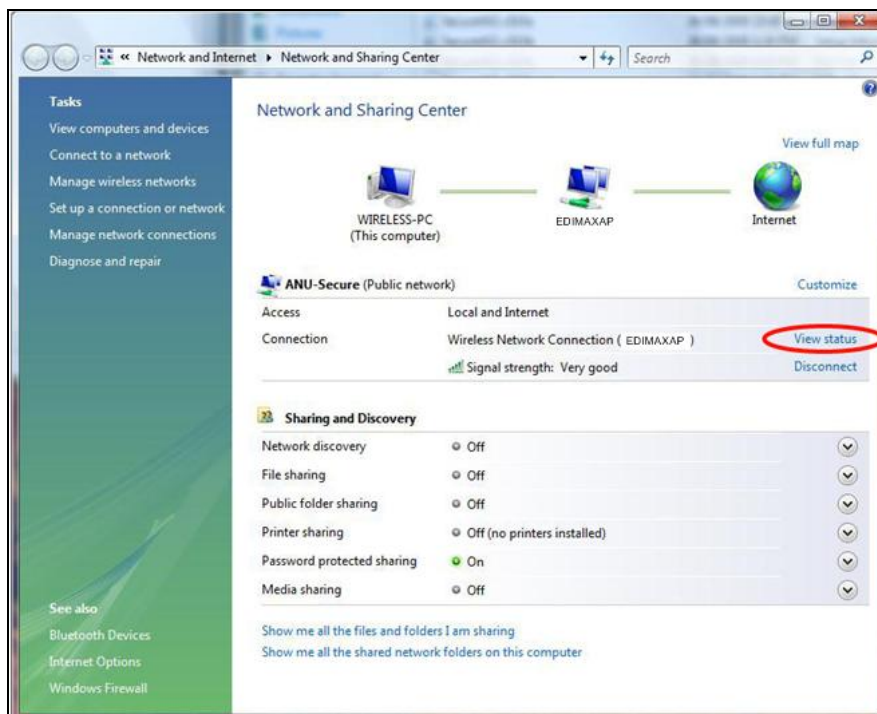 « Network and Internet ▸ Network and Sharing Center
Search
Tasks
View computers and devices
Connect to a network
Manage wireless networks
Set up a connection or network
Manage network connections
Diagnose and repair
See also
Bluetooth Devices
Internet Options
Windows Firewall
Network and Sharing Center
View full map
WIRELESS-PC
(This computer)
EDIMAXAP
Internet
ANU-Secure (Public network) Customize
Access Local and Internet
Connection Wireless Network Connection ( EDIMAXAP ) View status
Signal strength: Very good Disconnect
Sharing and Discovery
Network discovery Off
File sharing Off
Public folder sharing Off
Printer sharing Off (no printers installed)
Password protected sharing On
Media sharing Off
Show me all the files and folders I am sharing
Show me all the shared network folders on this computer